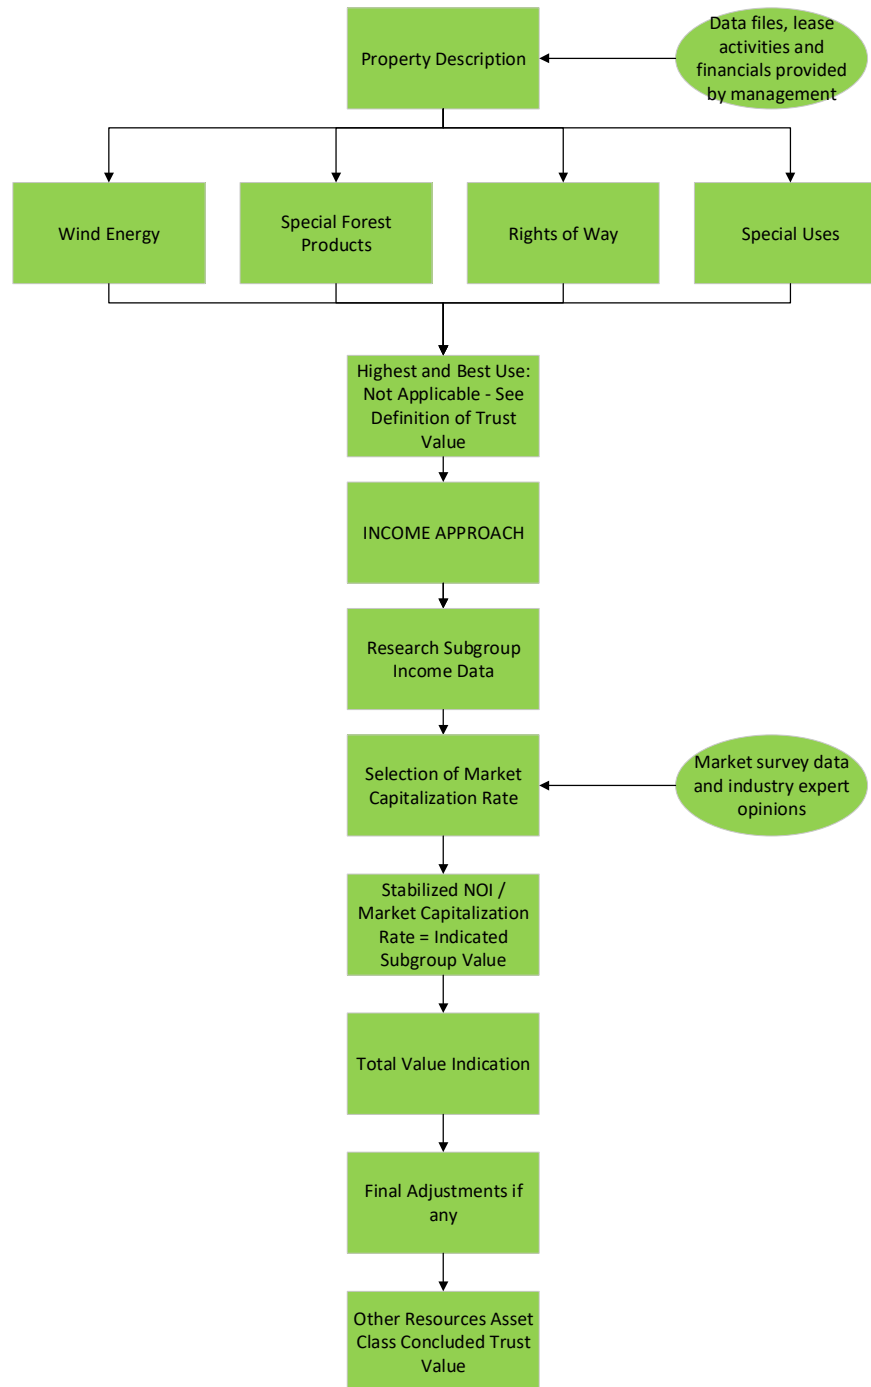 Property Description
Data files, lease
activities and
financials provided
by management
Wind Energy
Special Forest
Products
Rights of Way
Special Uses
Highest and Best Use:
Not Applicable - See
Definition of Trust
Value
INCOME APPROACH
Research Subgroup
Income Data
Selection of Market
Capitalization Rate
Market survey data
and industry expert
opinions
Stabilized NOI /
Market Capitalization
Rate = Indicated
Subgroup Value
Total Value Indication
Final Adjustments if
any
Other Resources Asset
Class Concluded Trust
Value